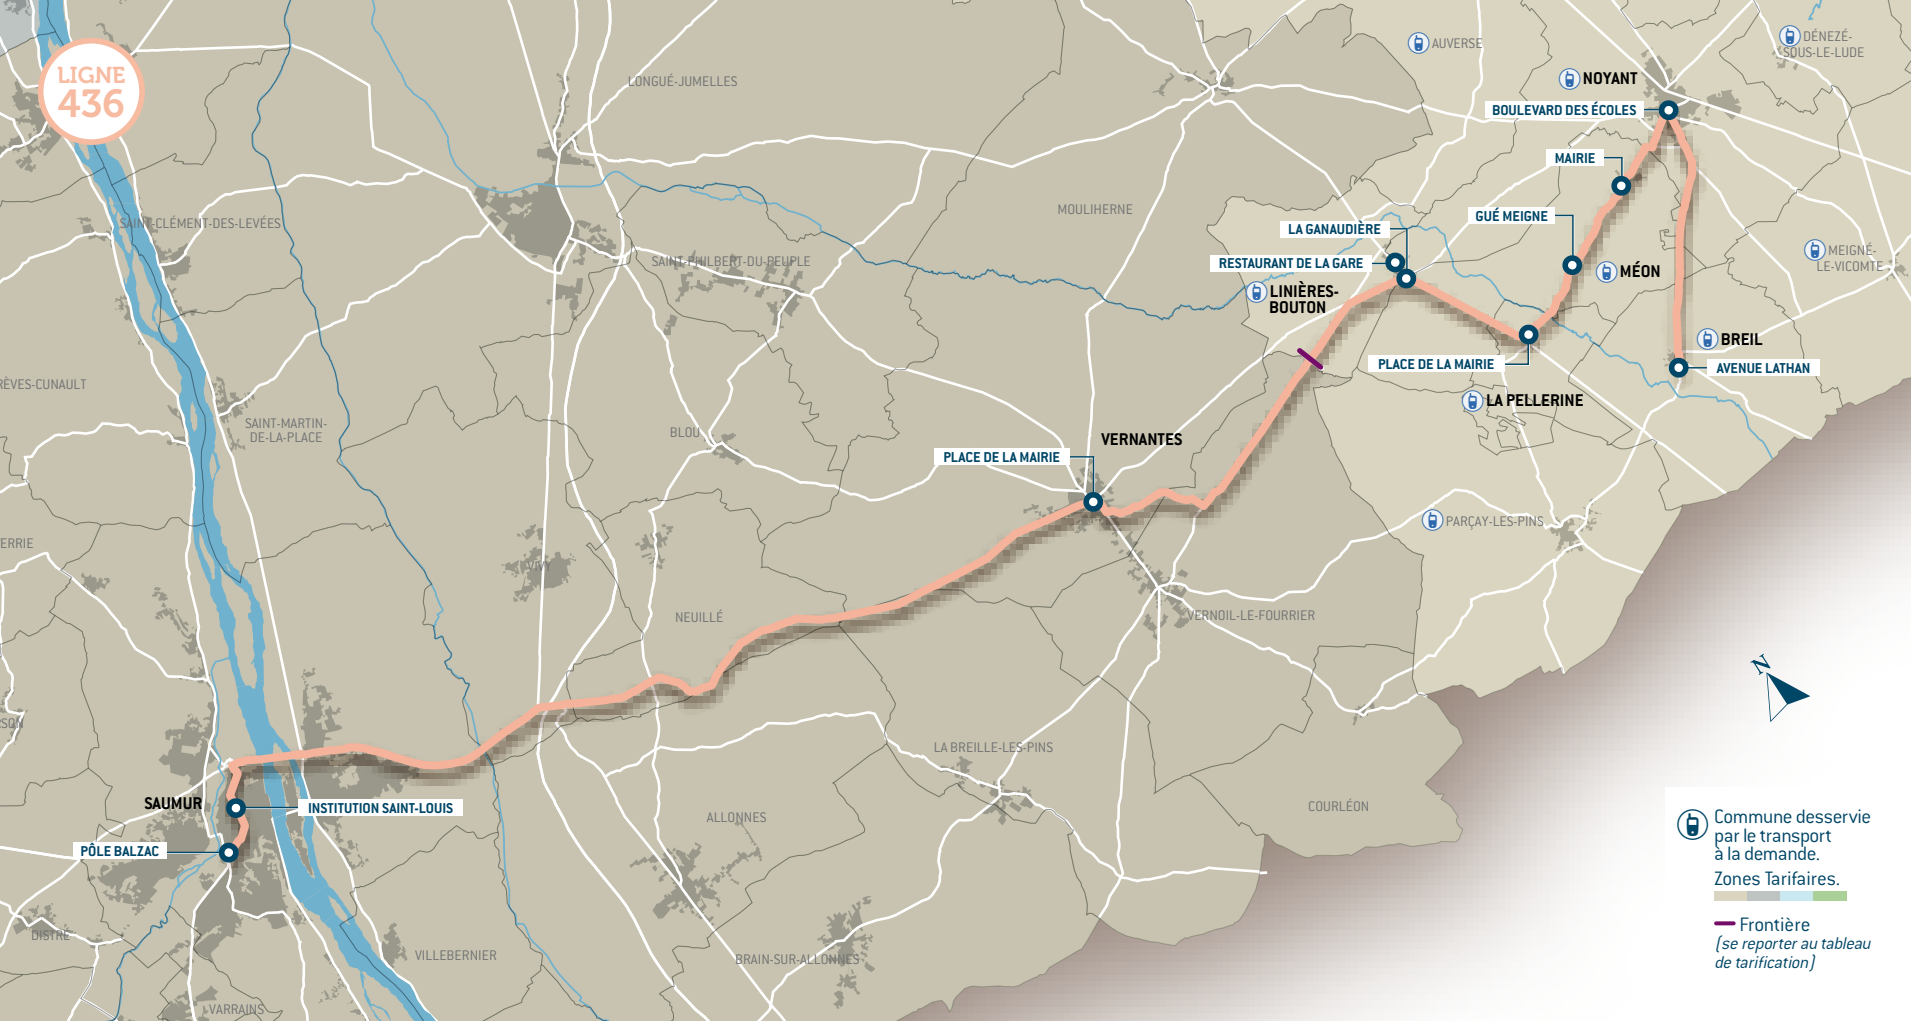 LIGNE
436
LONGUÉ-JUMELLES
AUVERSE
DÉNEZÉ-
SOUS-LE-LUDE
NOYANT
BOULEVARD DES ÉCOLES
MAIRIE
MOULIHERNE
GUÉ MEIGNE
SAINT-CLÉMENT-DES-LEVÉES
LA GANAUDIÈRE
SAINT-PHILBERT-DU-PEUPLE
RESTAURANT DE LA GARE
MEIGNÉ-
LE-VICOMTE
MÉON
LINIÈRES-
BOUTON
BREIL
PLACE DE LA MAIRIE
AVENUE LATHAN
RÈVES-CUNAULT
LA PELLERINE
SAINT-MARTIN-
DE-LA-PLACE
BLOU
VERNANTES
PLACE DE LA MAIRIE
PARÇAY-LES-PINS
ERRIE
VIVY
NEUILLÉ
VERNOIL-LE-FOURRIER
N
RSON
LA BREILLE-LES-PINS
SAUMUR
INSTITUTION SAINT-LOUIS
COURLÉON
ALLONNES
PÔLE BALZAC
Commune desservie
par le transport
à la demande.
Zones Tarifaires.
Frontière
(se reporter au tableau
de tarification)
DISTRÉ
VILLEBERNIER
BRAIN-SUR-ALLONNES
VARRAINS